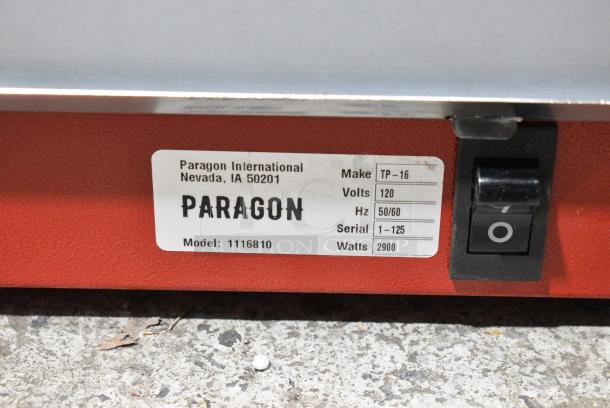 Paragon International
Nevada, IA 50201
PARAGON
Model: 1116810
Make TP-16
Volts 120
Hz 50/60
Serial 1-125
Watts 2900
O